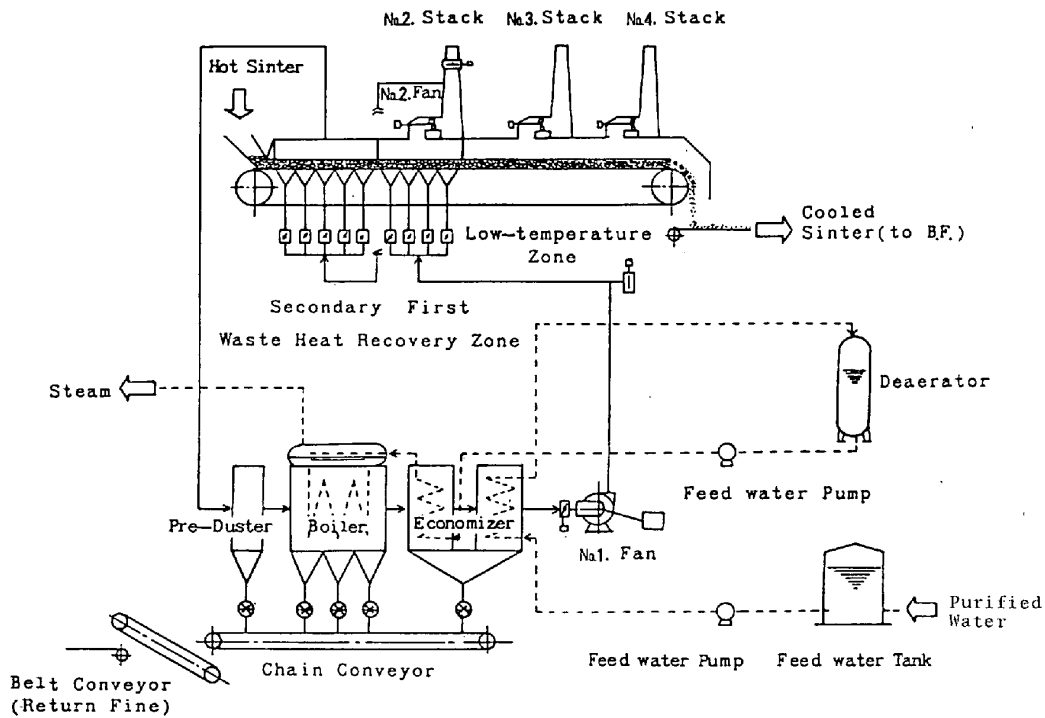 No.2. Stack No.3. Stack No.4. Stack
Hot Sinter
No.2. Fan
Cooled
Sinter(to B.F.)
Low-temperature
Zone
Secondary First
Waste Heat Recovery Zone
Steam
Deaerator
Feed water Pump
Pre-Duster
Boiler
Economizer
No.1. Fan
Purified
Water
Chain Conveyor
Feed water Pump
Feed water Tank
Belt Conveyor
(Return Fine)